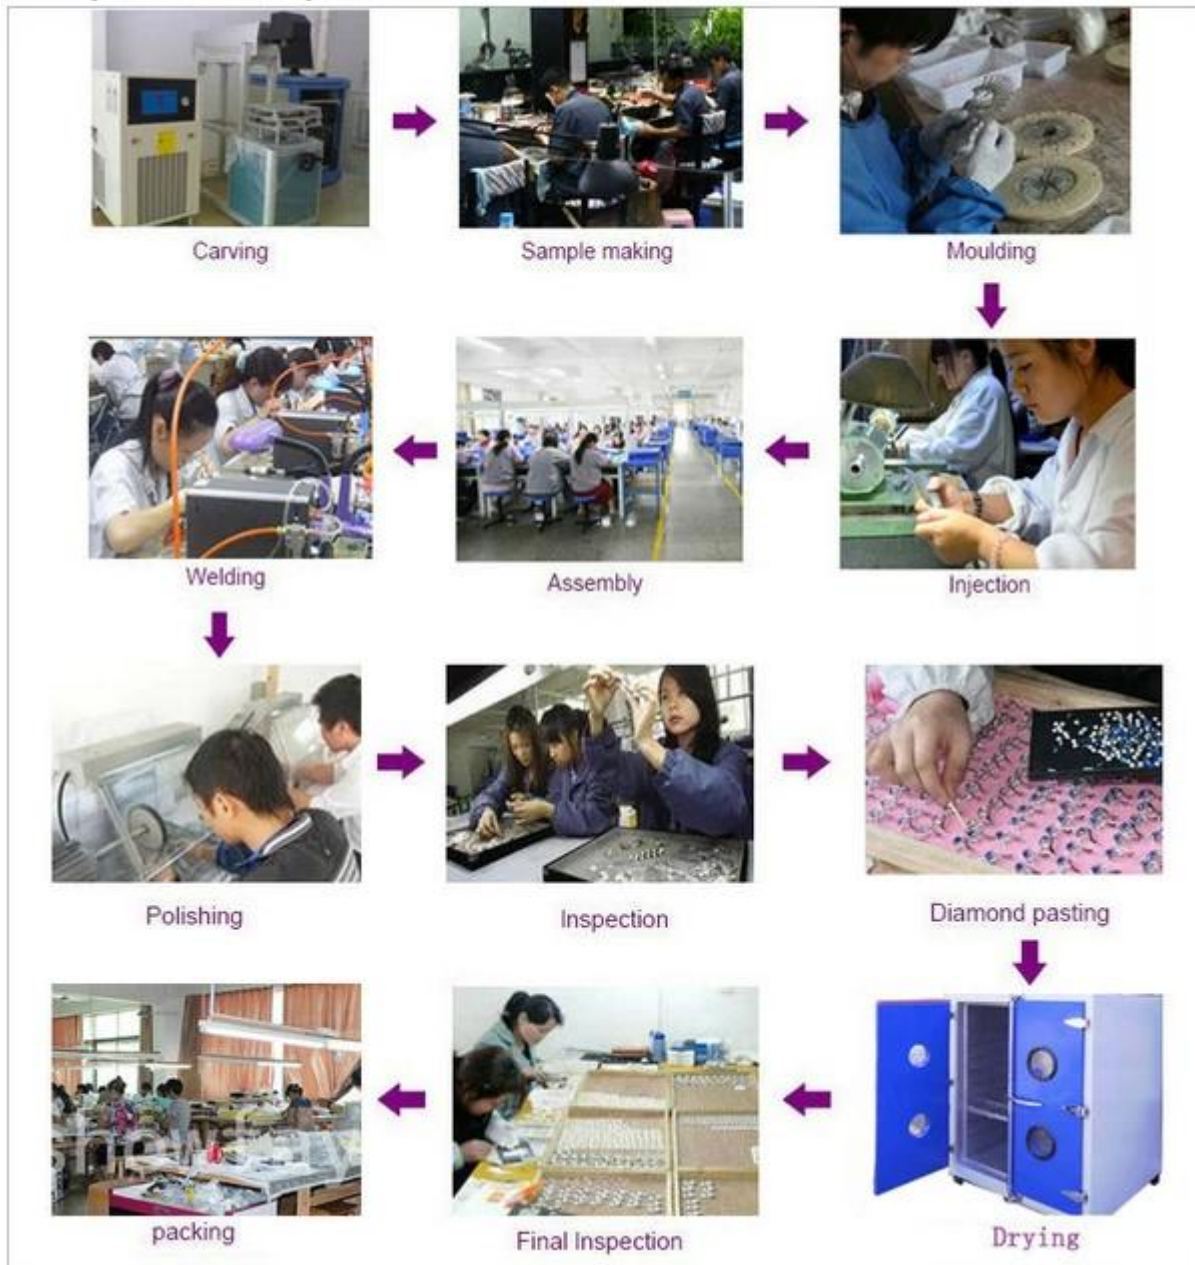 Carving
Sample making
Moulding
Injection
Assembly
Welding
Polishing
Inspection
Diamond pasting
Drying
Final Inspection
packing